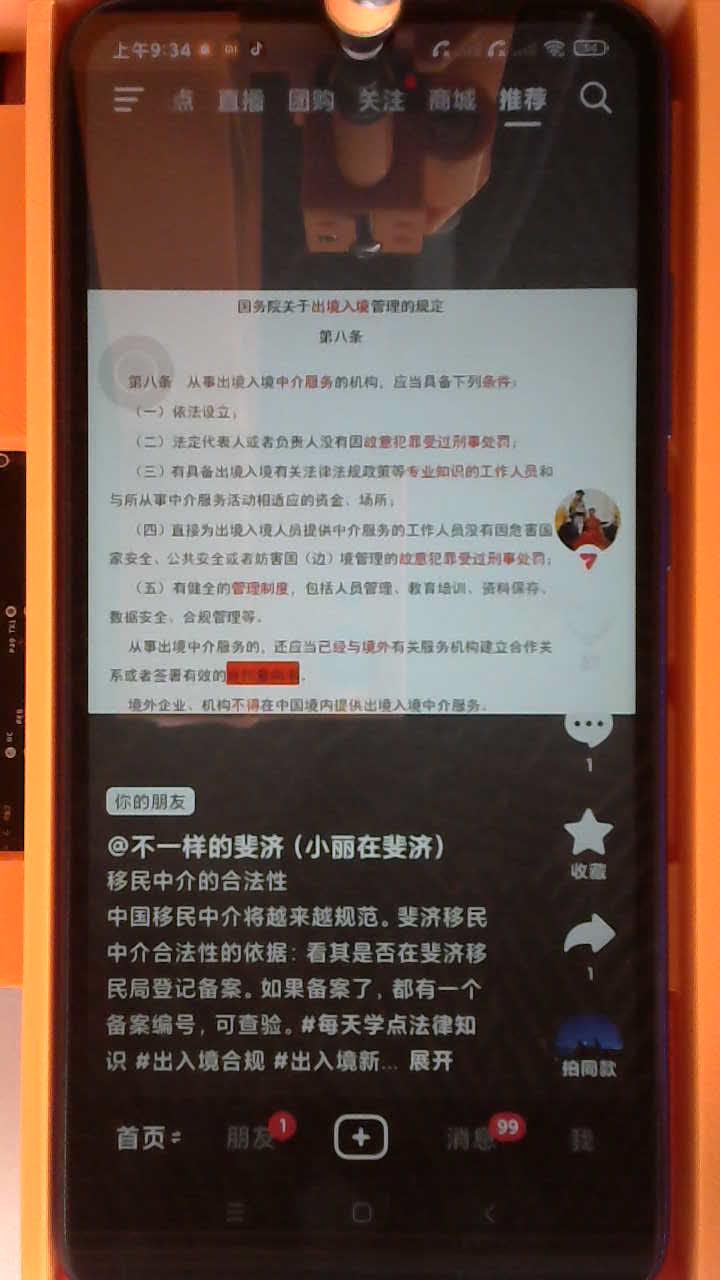 上午9:34
点 直播 团购 关注 商城 推荐
国务院关于出境入境管理的规定
第八条
第八条 从事出境入境中介服务的机构，应当具备下列条件：
（一）依法设立；
（二）法定代表人或者负责人没有因故意犯罪受过刑事处罚；
（三）有具备出境入境有关法律法规政策等专业知识的工作人员和
与所从事中介服务活动相适应的资金、场所；
（四）直接为出境入境人员提供中介服务的工作人员没有因危害国
家安全、公共安全或者妨害国（边）境管理的故意犯罪受过刑事处罚；
（五）有健全的管理制度，包括人员管理、教育培训、资料保存、
数据安全、合规管理等。
从事出境中介服务的，还应当已经与境外有关服务机构建立合作关
系或者签署有效的
境外企业、机构不得在中国境内提供出境入境中介服务。
1
你的朋友
@不一样的斐济（小丽在斐济）
移民中介的合法性
收藏
中国移民中介将越来越规范。斐济移民
中介合法性的依据：看其是否在斐济移
1
民局登记备案。如果备案了，都有一个
备案编号，可查验。#每天学点法律知
识 #出入境合规 #出入境新... 展开
拍同款
首页 朋友 1 消息 99 我